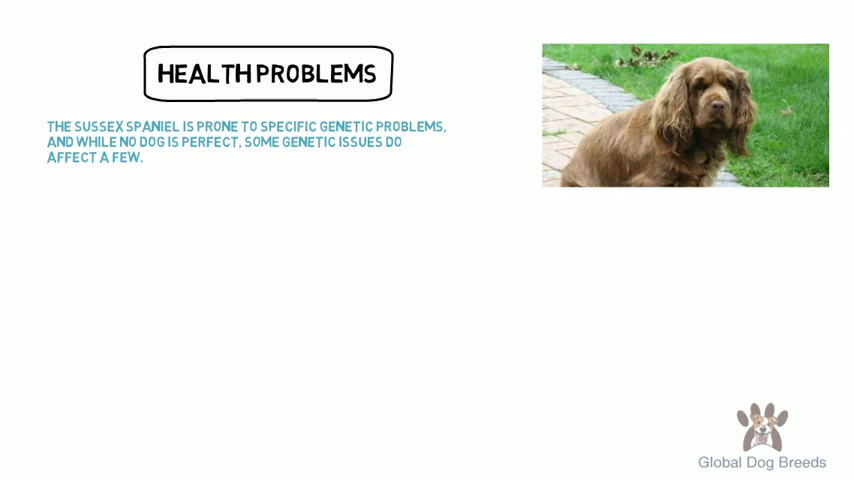 HEALTH PROBLEMS
THE SUSSEX SPANIEL IS PRONE TO SPECIFIC GENETIC PROBLEMS,
AND WHILE NO DOG IS PERFECT, SOME GENETIC ISSUES DO
AFFECT A FEW.
Global Dog Breeds